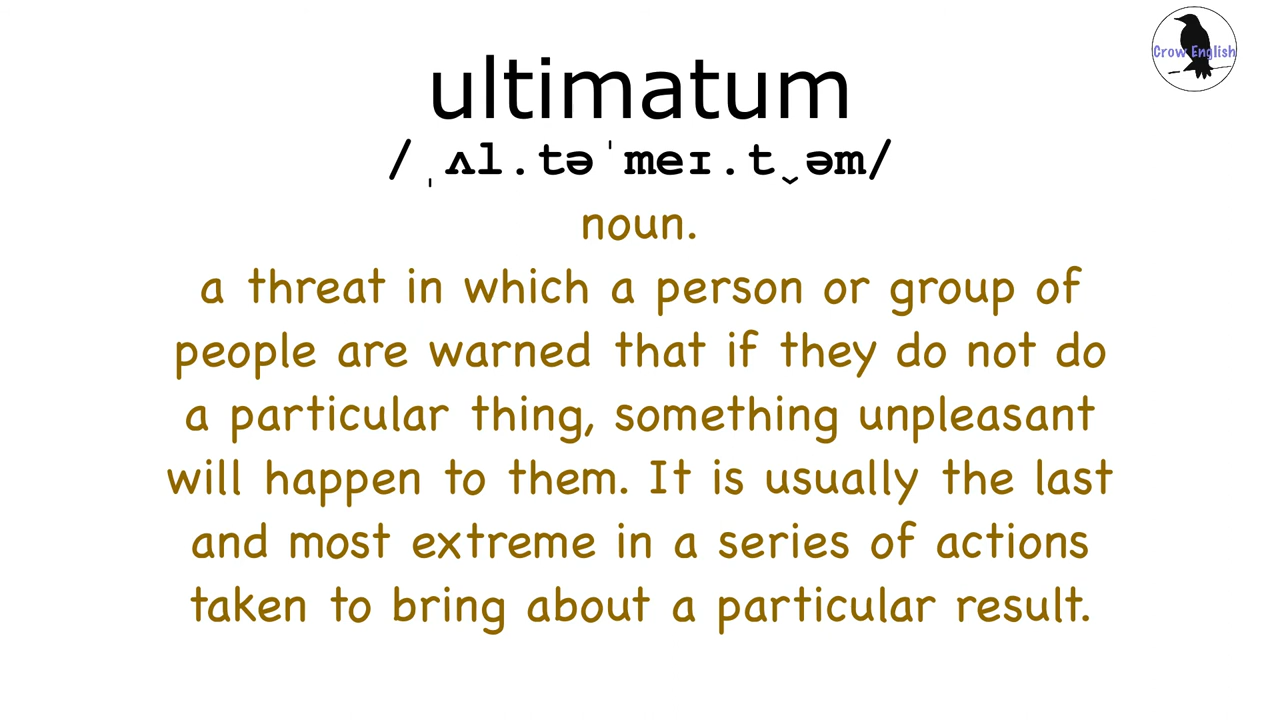 Crow English
ultimatum
/ˌʌl.təˈmeɪ.t̬əm/
noun.
a threat in which a person or group of
people are warned that if they do not do
a particular thing, something unpleasant
will happen to them. It is usually the last
and most extreme in a series of actions
taken to bring about a particular result.